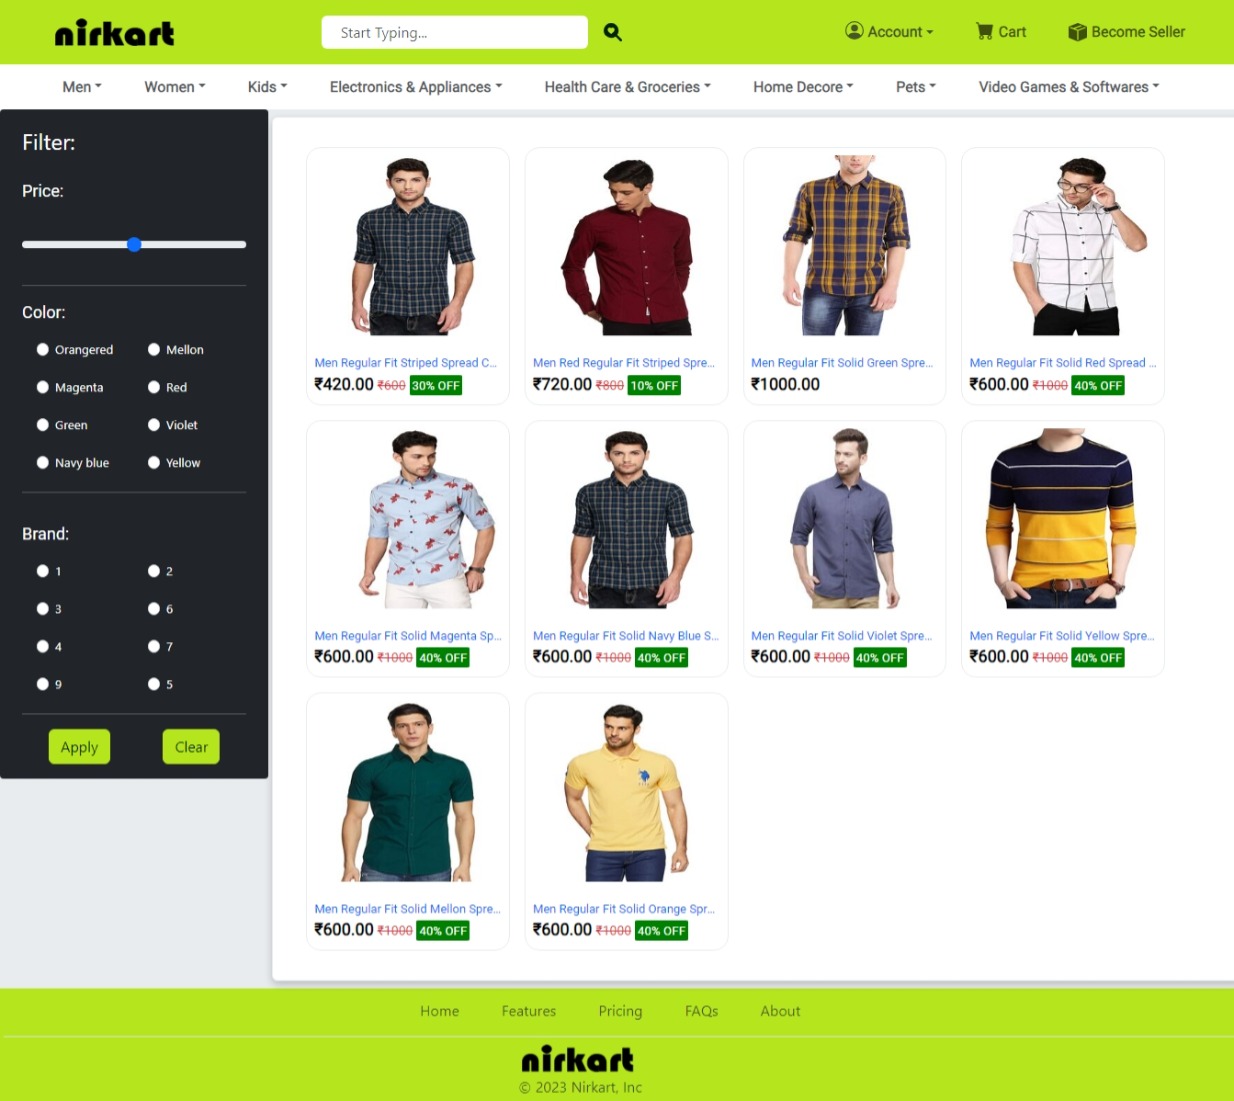 nirkart
Start Typing...
Account
Cart
Become Seller
Men
Women
Kids
Electronics & Appliances
Health Care & Groceries
Home Decore
Pets
Video Games & Softwares
Filter:
Price:
Color:
Orangered Mellon
Magenta Red
Green Violet
Navy blue Yellow
Brand:
1 2
3 6
4 7
9 5
Apply Clear
Men Regular Fit Striped Spread C...
₹420.00 ₹600 30% OFF
Men Red Regular Fit Striped Spre...
₹720.00 ₹800 10% OFF
Men Regular Fit Solid Green Spre...
₹1000.00
Men Regular Fit Solid Red Spread ...
₹600.00 ₹1000 40% OFF
Men Regular Fit Solid Magenta Sp...
₹600.00 ₹1000 40% OFF
Men Regular Fit Solid Navy Blue S...
₹600.00 ₹1000 40% OFF
Men Regular Fit Solid Violet Spre...
₹600.00 ₹1000 40% OFF
Men Regular Fit Solid Yellow Spre...
₹600.00 ₹1000 40% OFF
Men Regular Fit Solid Mellon Spre...
₹600.00 ₹1000 40% OFF
Men Regular Fit Solid Orange Spr...
₹600.00 ₹1000 40% OFF
Home
Features
Pricing
FAQs
About
nirkart
© 2023 Nirkart, Inc